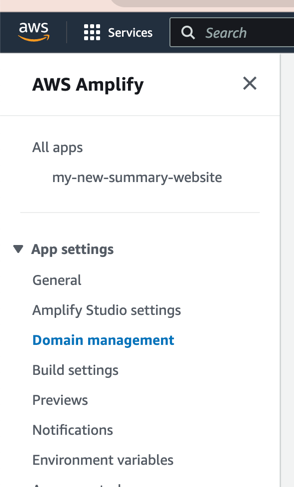 aws
Services
Search
AWS Amplify
All apps
my-new-summary-website
App settings
General
Amplify Studio settings
Domain management
Build settings
Previews
Notifications
Environment variables